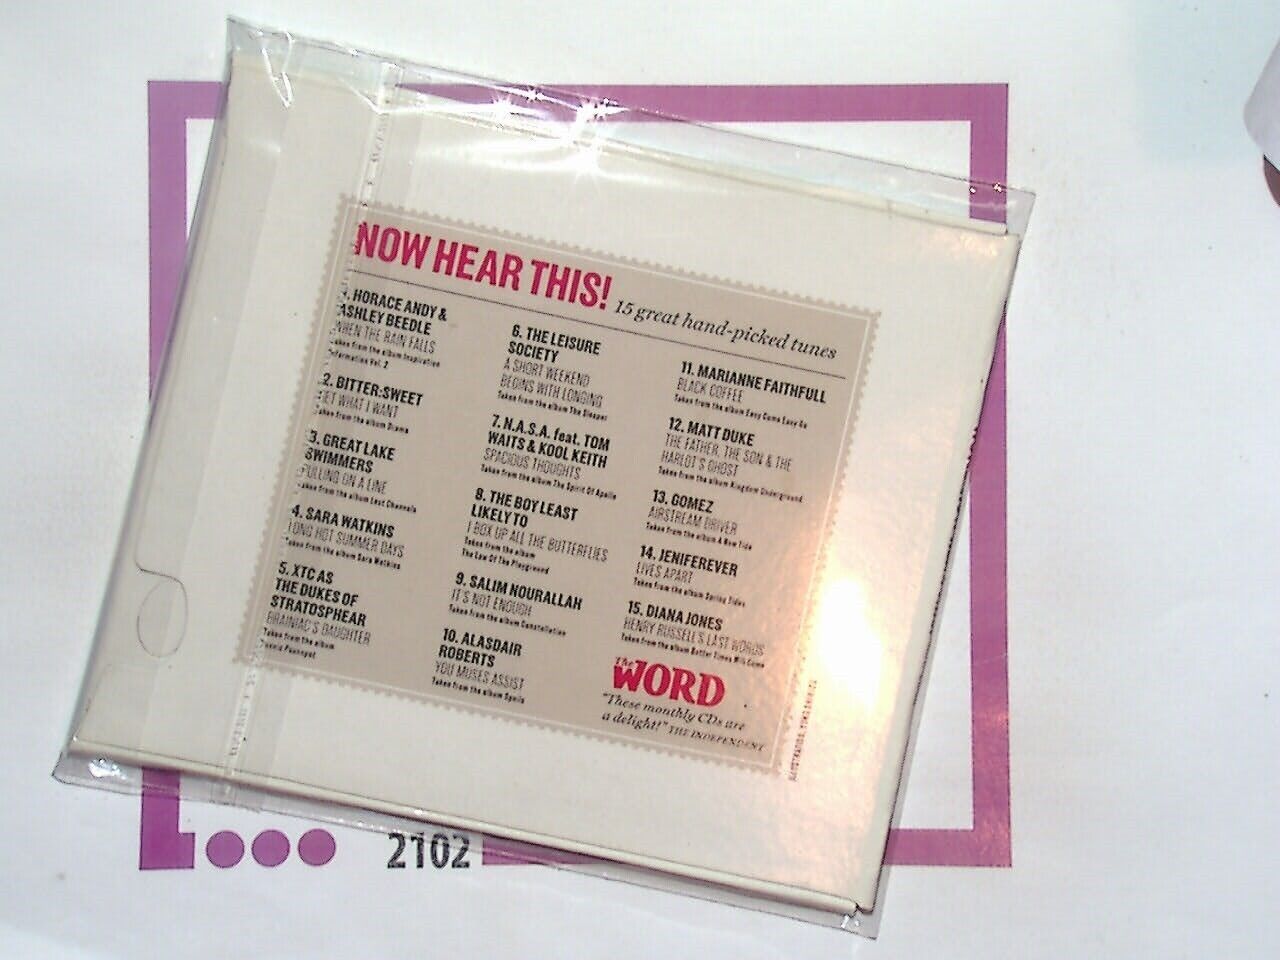 NOW HEAR THIS! 15 great hand-picked tunes
HORACE ANDY &
ASHLEY BEEDLE
WHEN THE RAIN FALLS
Taken from the album Inspiration
Information Vol. 2
2. BITTER:SWEET
GET WHAT I WANT
Taken from the album Drama
3. GREAT LAKE
SWIMMERS
PULLING ON A LINE
Taken from the album Lost Channels
4. SARA WATKINS
LONG HOT SUMMER DAYS
Taken from the album Sara Watkins
5. XTC AS
THE DUKES OF
STRATOSPHEAR
BRAINIAC'S DAUGHTER
Taken from the album
Psonic Psunspot
6. THE LEISURE
SOCIETY
A SHORT WEEKEND
BEGINS WITH LONGING
Taken from the album The Sleeper
7. N.A.S.A. feat. TOM
WAITS & KOOL KEITH
SPACIOUS THOUGHTS
Taken from the album The Spirit Of Apollo
8. THE BOY LEAST
LIKELY TO
I BOX UP ALL THE BUTTERFLIES
Taken from the album
The Law Of The Playground
9. SALIM NOURALLAH
IT'S NOT ENOUGH
Taken from the album Constellation
10. ALASDAIR
ROBERTS
YOU MUSES ASSIST
Taken from the album Spoils
11. MARIANNE FAITHFULL
BLACK COFFEE
Taken from the album Easy Come Easy Go
12. MATT DUKE
THE FATHER, THE SON & THE
HARLOT'S GHOST
Taken from the album Kingdom Underground
13. GOMEZ
AIRSTREAM DRIVER
Taken from the album A New Tide
14. JENIFEREVER
LIVES APART
Taken from the album Spring Tides
15. DIANA JONES
HENRY RUSSELL'S LAST WORDS
Taken from the album Better Times Will Come
The WORD
"These monthly CDs are
a delight!" THE INDEPENDENT
2102